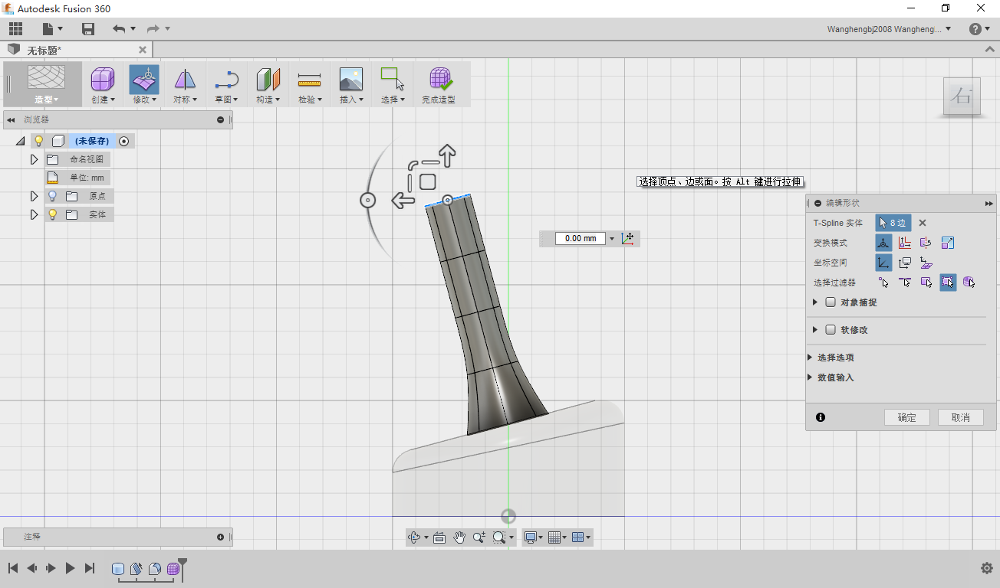 Autodesk Fusion 360
Wanghengbj2008 Wanghengl...
无标题*
造型
创建
修改
对称
草图
构造
检验
插入
选择
完成造型
石
浏览器
(未保存)
命名视图
单位: mm
原点
实体
选择顶点、边或面。按 Alt 键进行拉伸
0.00 mm
编辑形状
T-Spline 实体
8 边
变换模式
坐标空间
选择过滤器
对象捕捉
软修改
选择选项
数值输入
确定
取消
注释